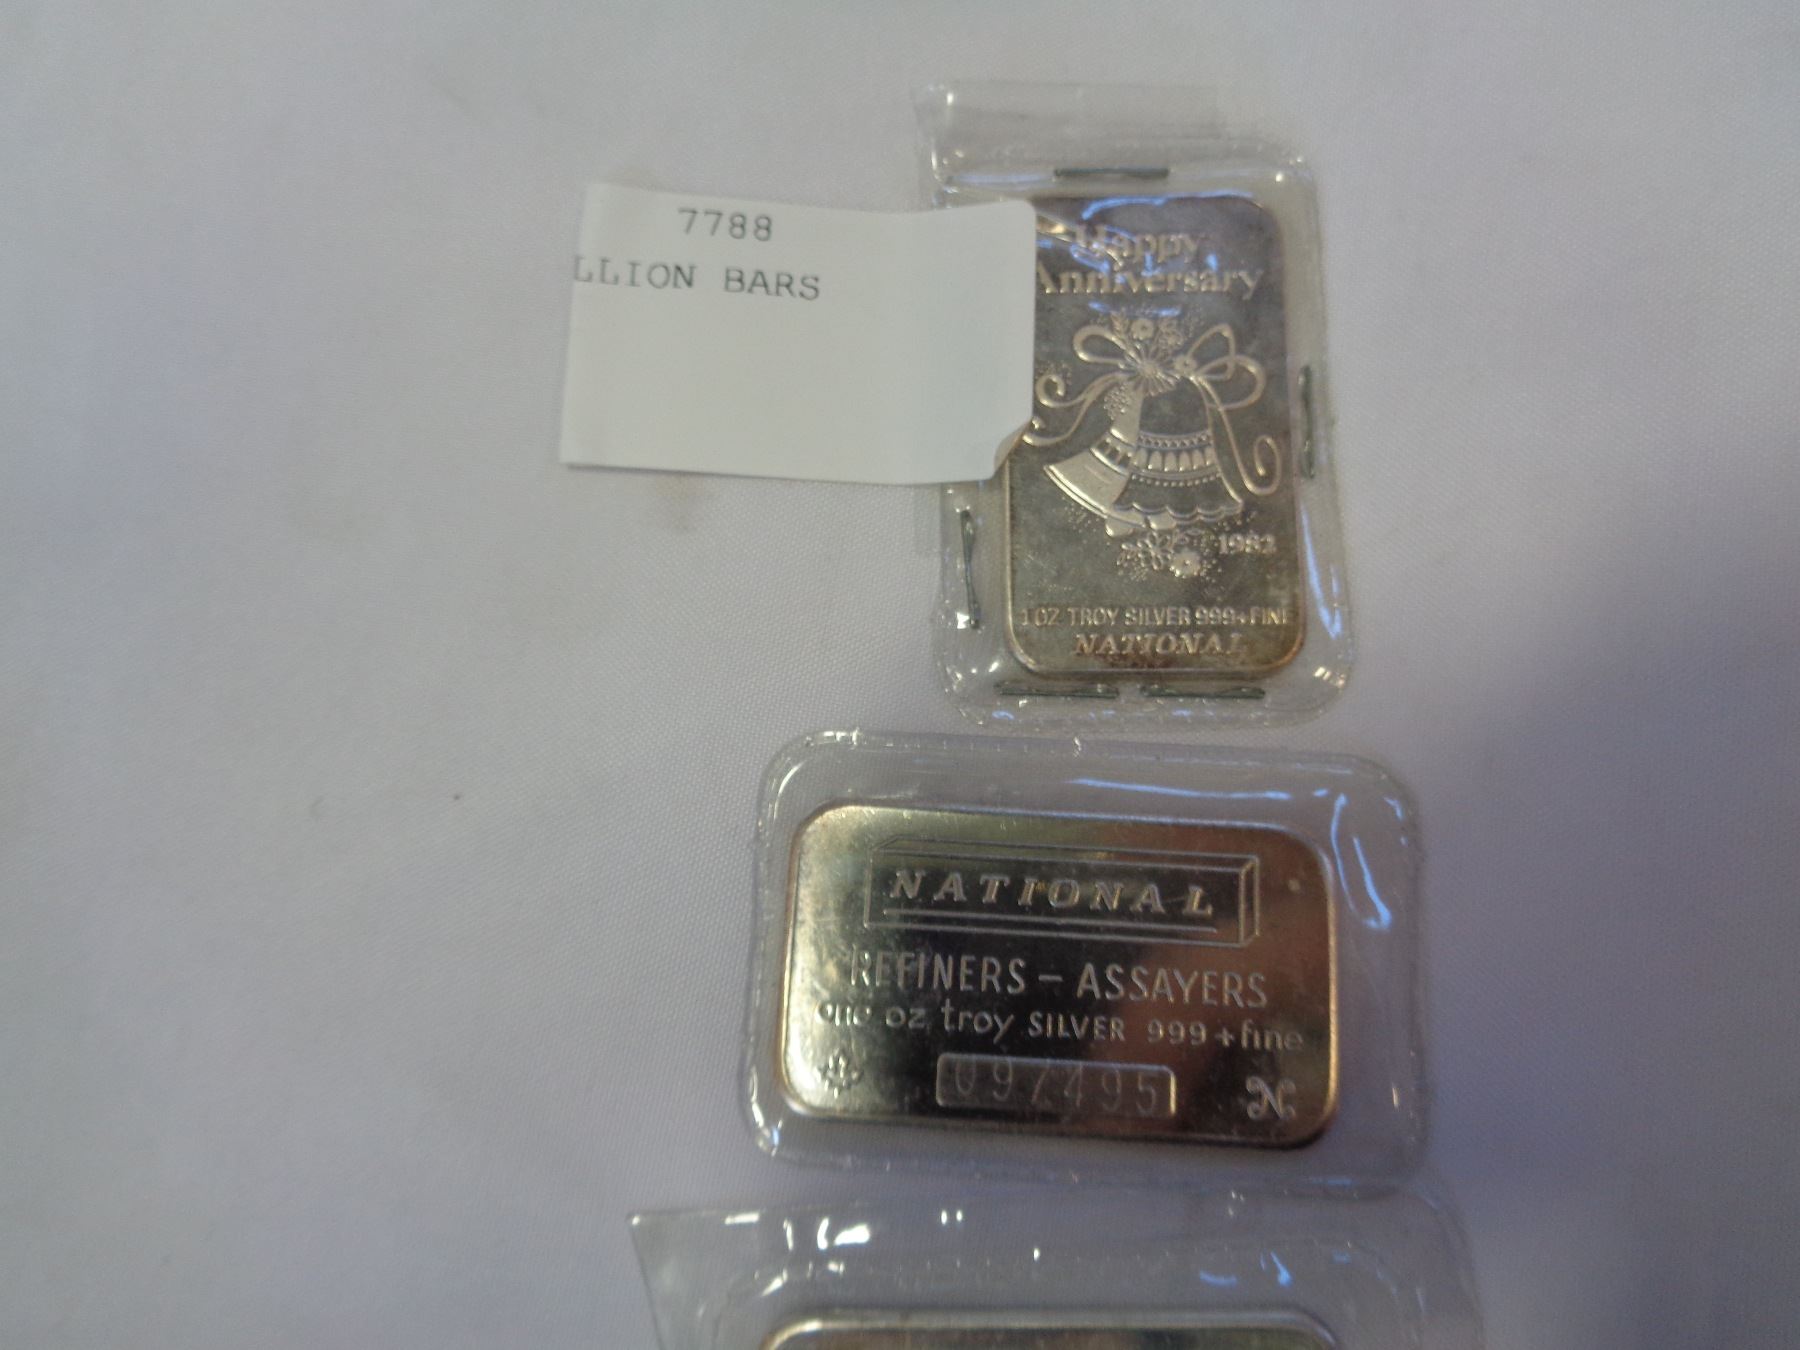 7788
LLION BARS
Happy
Anniversary
1982
1 OZ TROY SILVER 999+FINE
NATIONAL
NATIONAL
REFINERS - ASSAYERS
one oz troy SILVER 999+fine
N